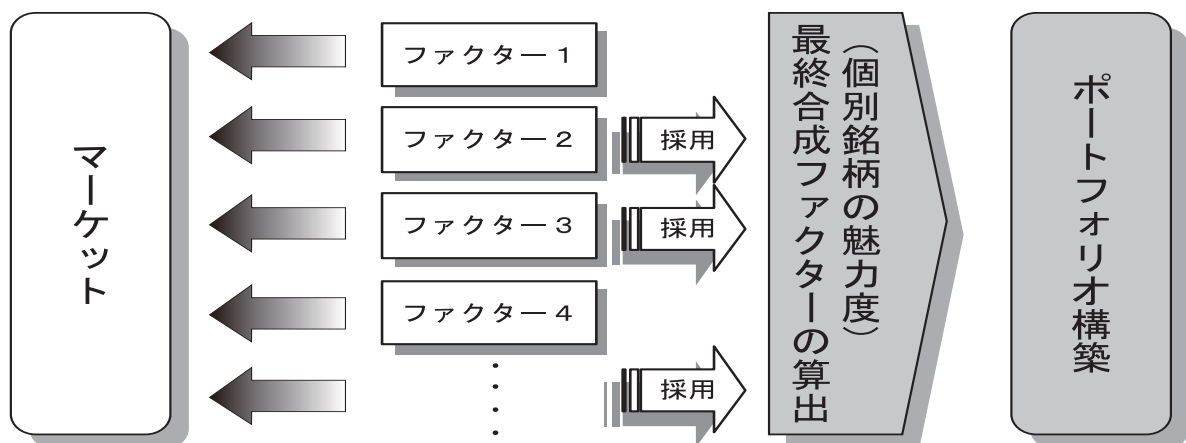 マーケット
ファクター1
ファクター2
ファクター3
ファクター4
採用
採用
採用
（個別銘柄の魅力度）
最終合成ファクターの算出
ポートフォリオ構築